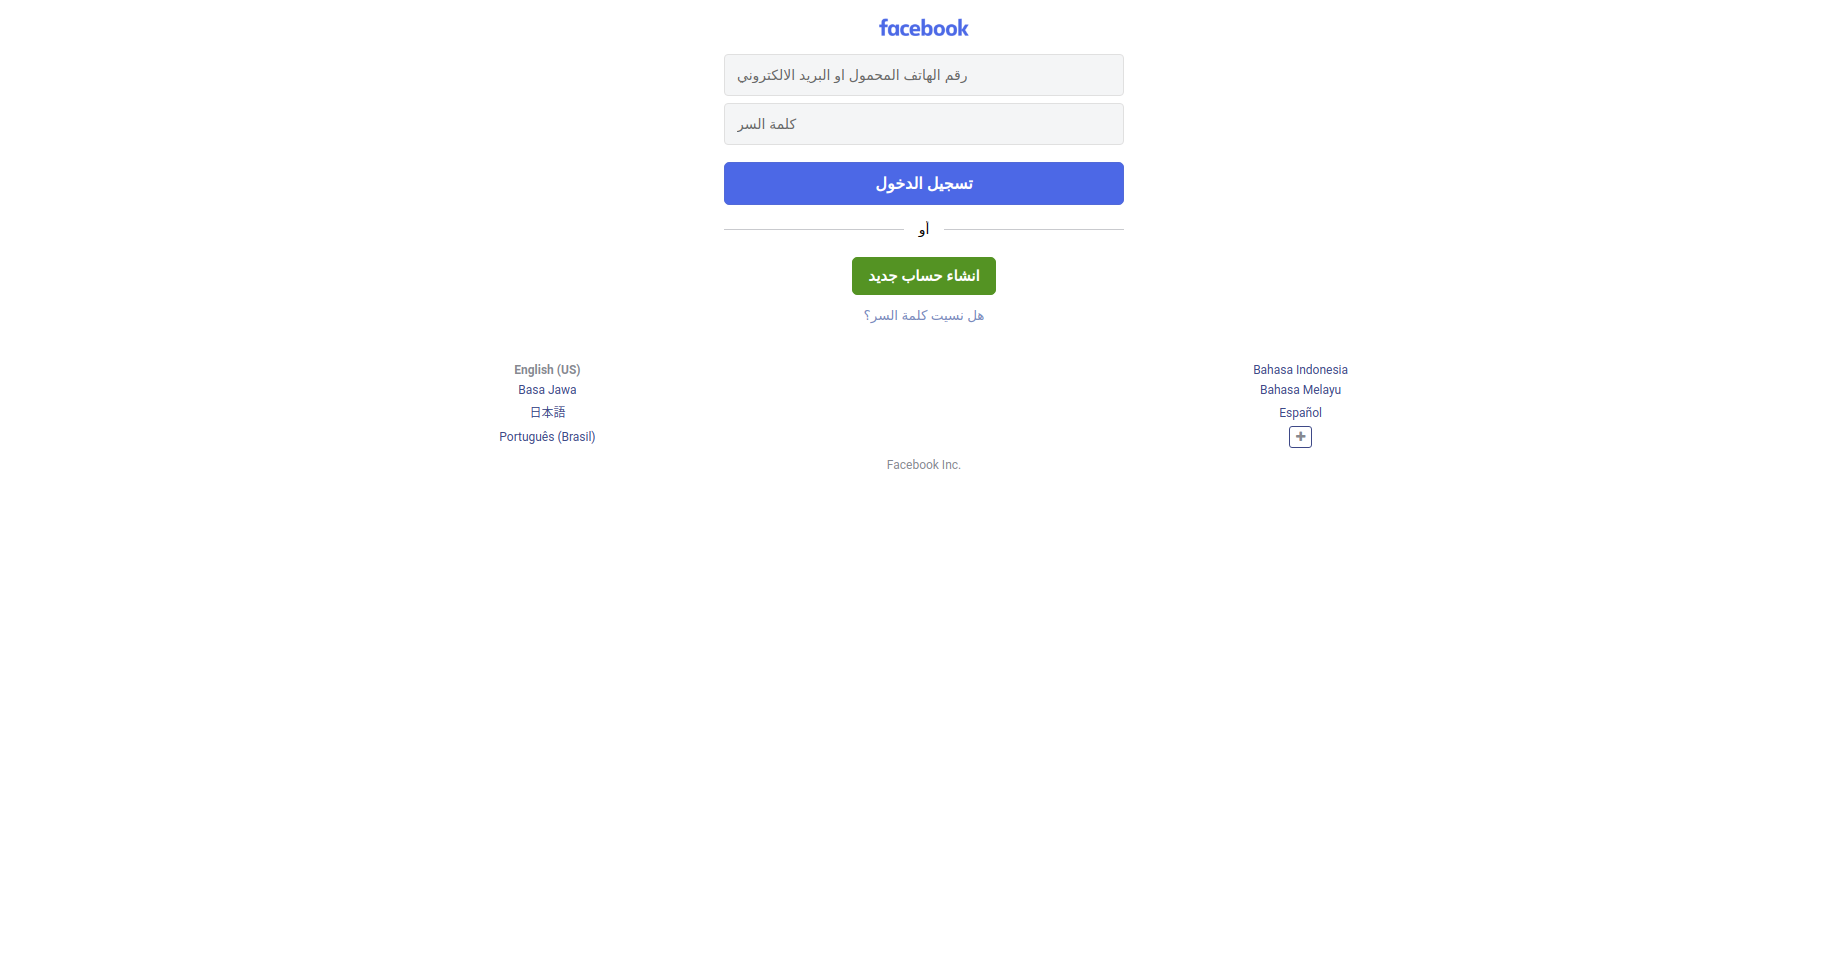 facebook
رقم الهاتف المحمول او البريد الالكتروني
كلمة السر
تسجيل الدخول
أو
انشاء حساب جديد
هل نسيت كلمة السر؟
English (US)
Bahasa Indonesia
Basa Jawa
Bahasa Melayu
日本語
Español
Português (Brasil)
Facebook Inc.